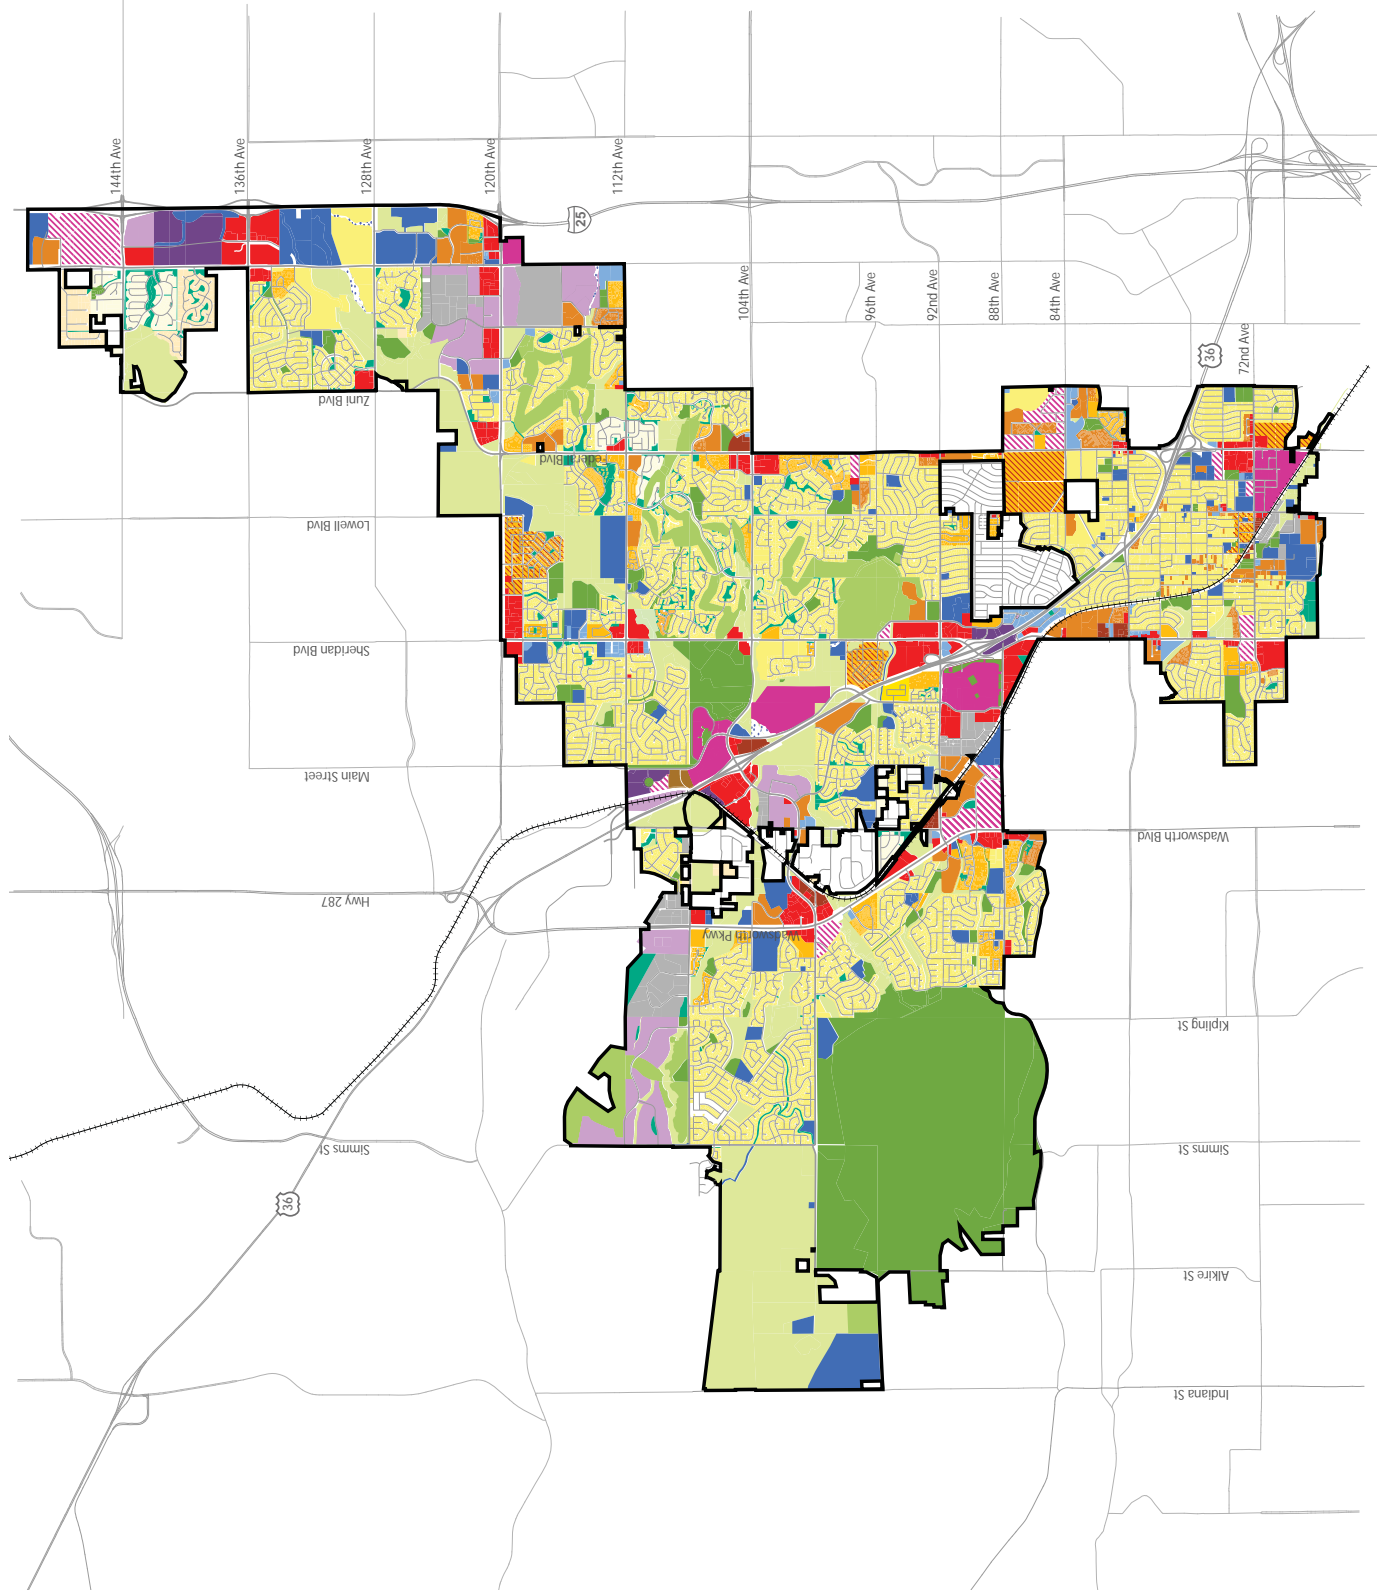 144th Ave
136th Ave
128th Ave
120th Ave
112th Ave
25
104th Ave
96th Ave
92nd Ave
88th Ave
84th Ave
72nd Ave
36
Zuni Blvd
Federal Blvd
Lowell Blvd
Sheridan Blvd
Main Street
Wadsworth Blvd
Hwy 287
Wadsworth Pkwy
Kipling St
Simms St
Simms St
36
Alkire St
Indiana St